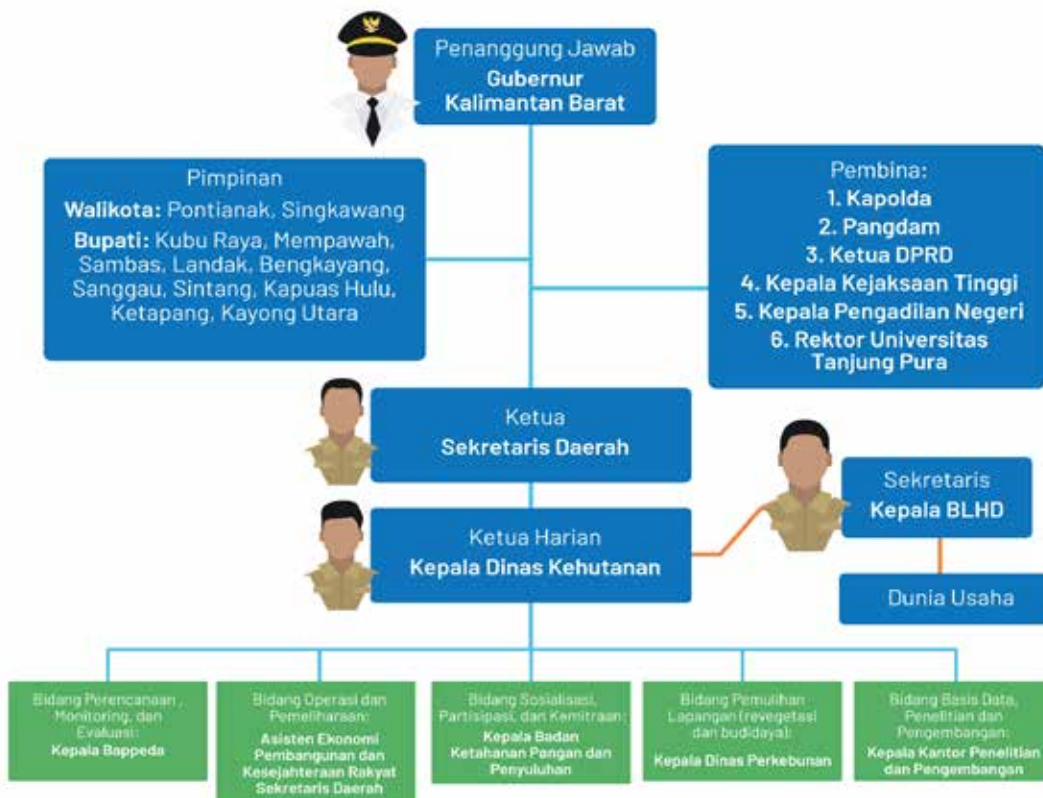 Penanggung Jawab
Gubernur
Kalimantan Barat
Pimpinan
Walikota: Pontianak, Singkawang
Bupati: Kubu Raya, Mempawah,
Sambas, Landak, Bengkayang,
Sanggau, Sintang, Kapuas Hulu,
Ketapang, Kayong Utara
Pembina:
1. Kapolda
2. Pangdam
3. Ketua DPRD
4. Kepala Kejaksaan Tinggi
5. Kepala Pengadilan Negeri
6. Rektor Universitas
Tanjung Pura
Ketua
Sekretaris Daerah
Sekretaris
Kepala BLHD
Ketua Harian
Kepala Dinas Kehutanan
Dunia Usaha
Bidang Perencanaan ,
Monitoring, dan
Evaluasi:
Kepala Bappeda
Bidang Operasi dan
Pemeliharaan:
Asisten Ekonomi
Pembangunan dan
Kesejahteraan Rakyat
Sekretaris Daerah
Bidang Sosialisasi,
Partisipasi, dan Kemitraan:
Kepala Badan
Ketahanan Pangan dan
Penyuluhan
Bidang Pemulihan
Lapangan (revegetasi
dan budidaya):
Kepala Dinas Perkebunan
Bidang Basis Data,
Penelitian dan
Pengembangan:
Kepala Kantor Penelitian
dan Pengembangan